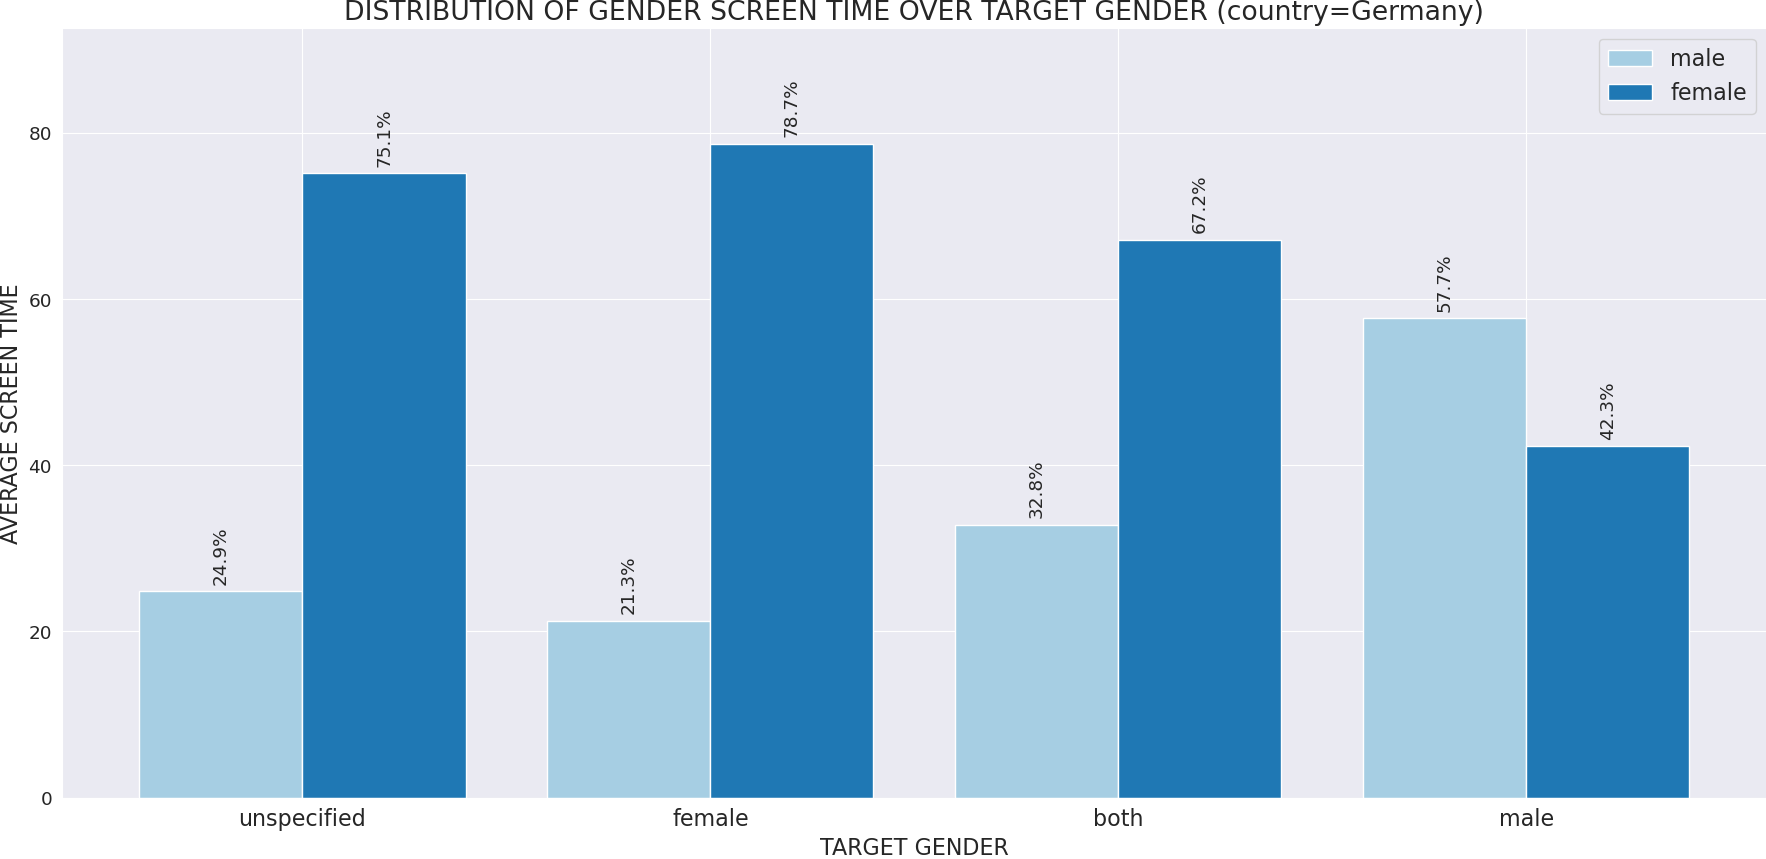 DISTRIBUTION OF GENDER SCREEN TIME OVER TARGET GENDER (country=Germany)
male
female
AVERAGE SCREEN TIME
80
60
40
20
0
24.9%
75.1%
21.3%
78.7%
32.8%
67.2%
57.7%
42.3%
unspecified
female
both
male
TARGET GENDER